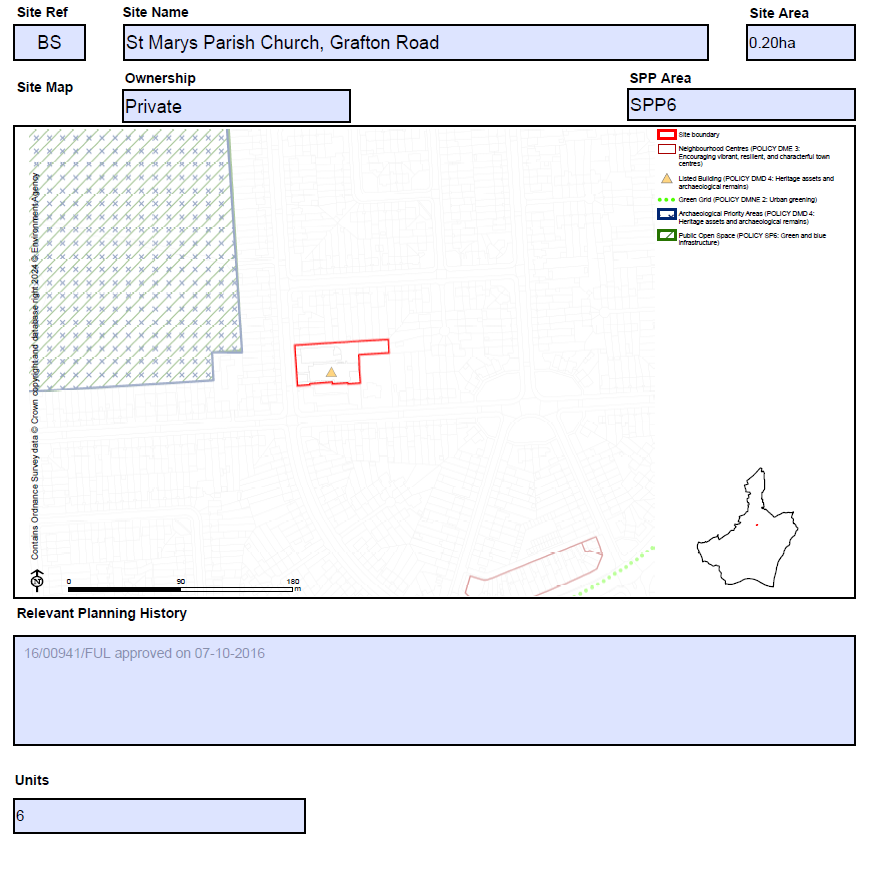 Site Ref
Site Name
Site Area
BS
St Marys Parish Church, Grafton Road
0.20ha
Site Map
Ownership
SPP Area
Private
SPP6
Site boundary
Neighbourhood Centres (POLICY DME 3:
Encouraging vibrant, resilient, and characterful town
centres)
Listed Building (POLICY DMD 4: Heritage assets and
archaeological remains)
Green Grid (POLICY DMNE 2: Urban greening)
Archaeological Priority Areas (POLICY DMD 4:
Heritage assets and archaeological remains)
Public Open Space (POLICY SP6: Green and blue
infrastructure)
Contains Ordnance Survey data © Crown copyright and database right 2024 © Environment Agency
N
0 90 180
m
Relevant Planning History
16/00941/FUL approved on 07-10-2016
Units
6